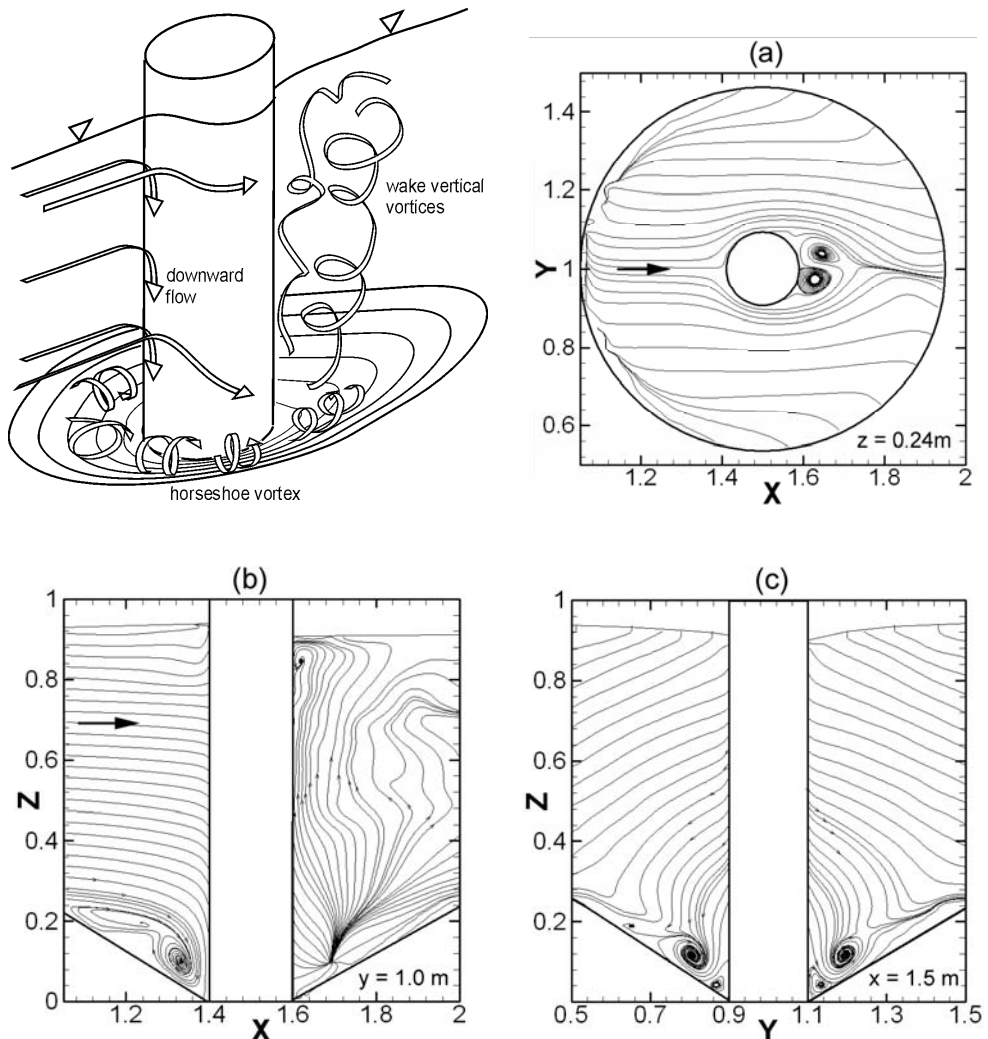 wake vertical
vortices
downward
flow
horseshoe vortex
(a)
1.4
1.2
Y
1
0.8
0.6
z = 0.24m
1.2 1.4 1.6 1.8 2
X
(b)
1
0.8
0.6
Z
0.4
0.2
0
y = 1.0 m
1.2 1.4 1.6 1.8 2
X
(c)
1
0.8
0.6
Z
0.4
0.2
0
x = 1.5 m
0.5 0.7 0.9 1.1 1.3 1.5
Y